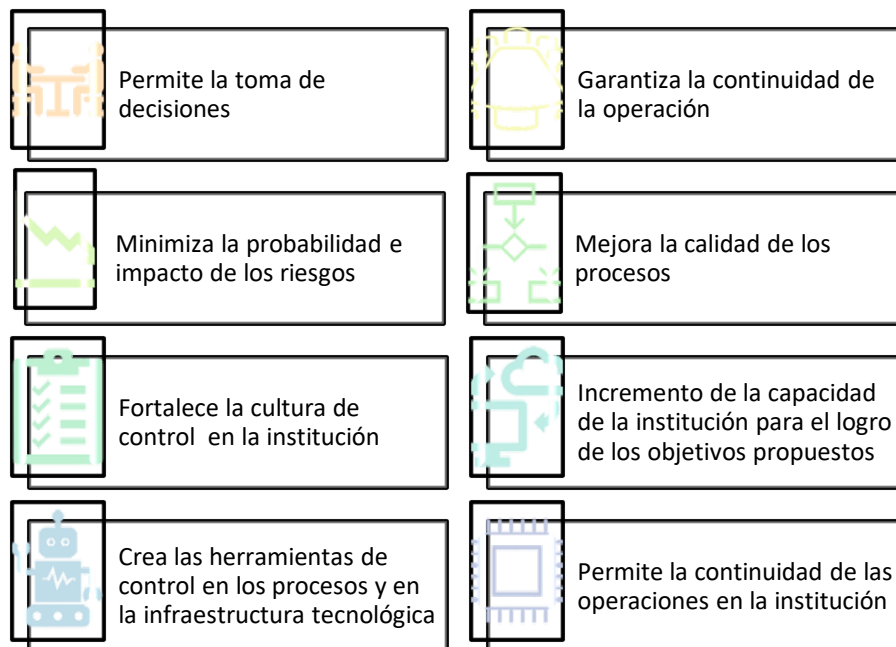 Permite la toma de
decisiones
Garantiza la continuidad de
la operación
Minimiza la probabilidad e
impacto de los riesgos
Mejora la calidad de los
procesos
Fortalece la cultura de
control  en la institución
Incremento de la capacidad
de la institución para el logro
de los objetivos propuestos
Crea las herramientas de
control en los procesos y en
la infraestructura tecnológica
Permite la continuidad de las
operaciones en la institución